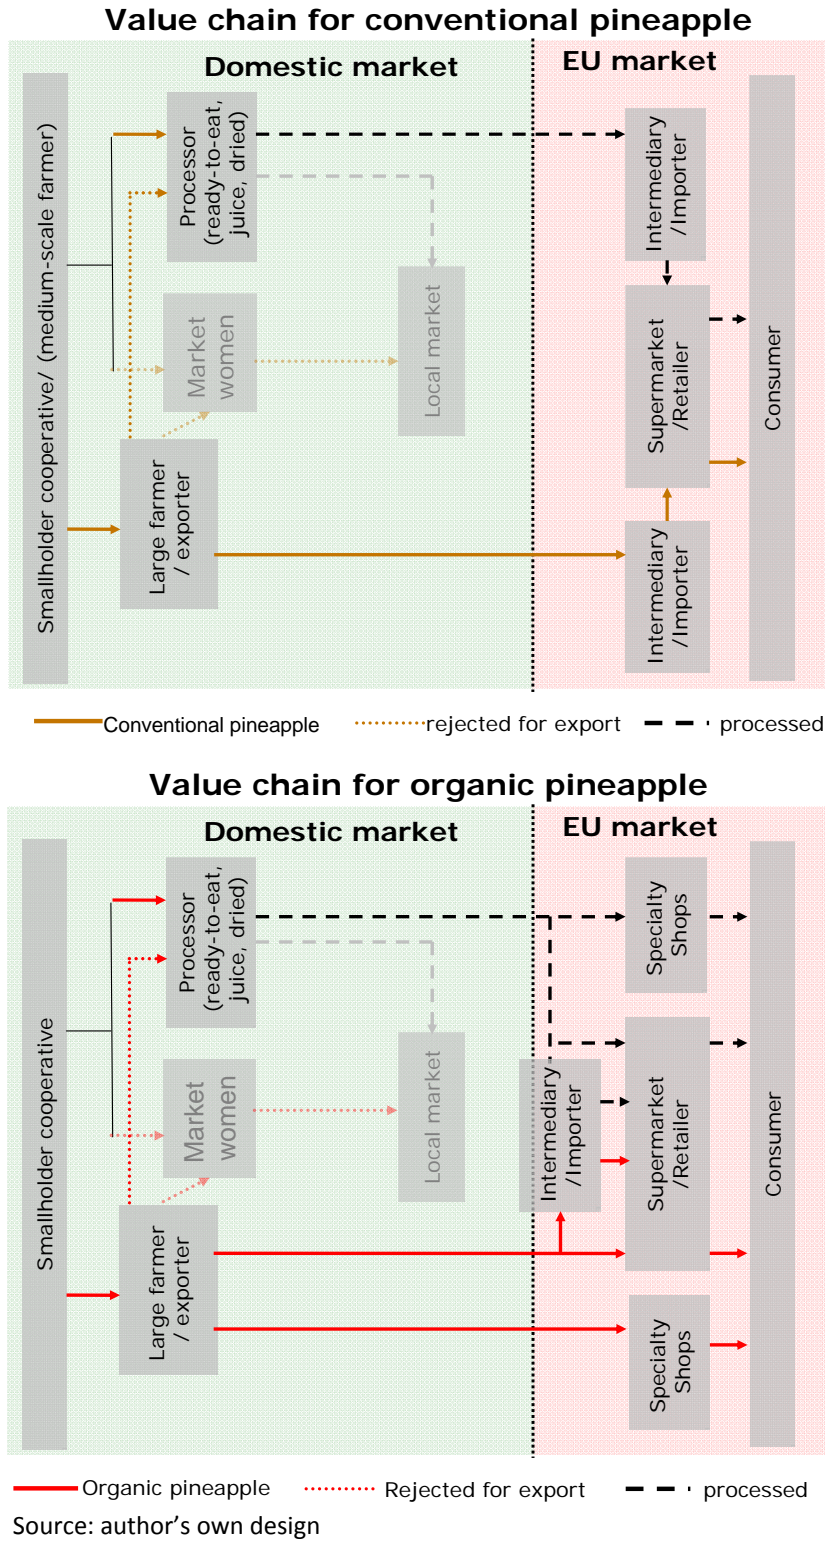 Value chain for conventional pineapple
Domestic market
EU market
Smallholder cooperative/ (medium-scale farmer)
Processor
(ready-to-eat,
juice, dried)
Market
women
Large farmer
/ exporter
Local market
Intermediary
/Importer
Supermarket
/Retailer
Intermediary
/Importer
Consumer
Conventional pineapple
rejected for export
processed
Value chain for organic pineapple
Domestic market
EU market
Smallholder cooperative
Processor
(ready-to-eat,
juice, dried)
Market
women
Large farmer
/ exporter
Local market
Intermediary
/Importer
Specialty
Shops
Supermarket
/Retailer
Specialty
Shops
Consumer
Organic pineapple
Rejected for export
processed
Source: author's own design